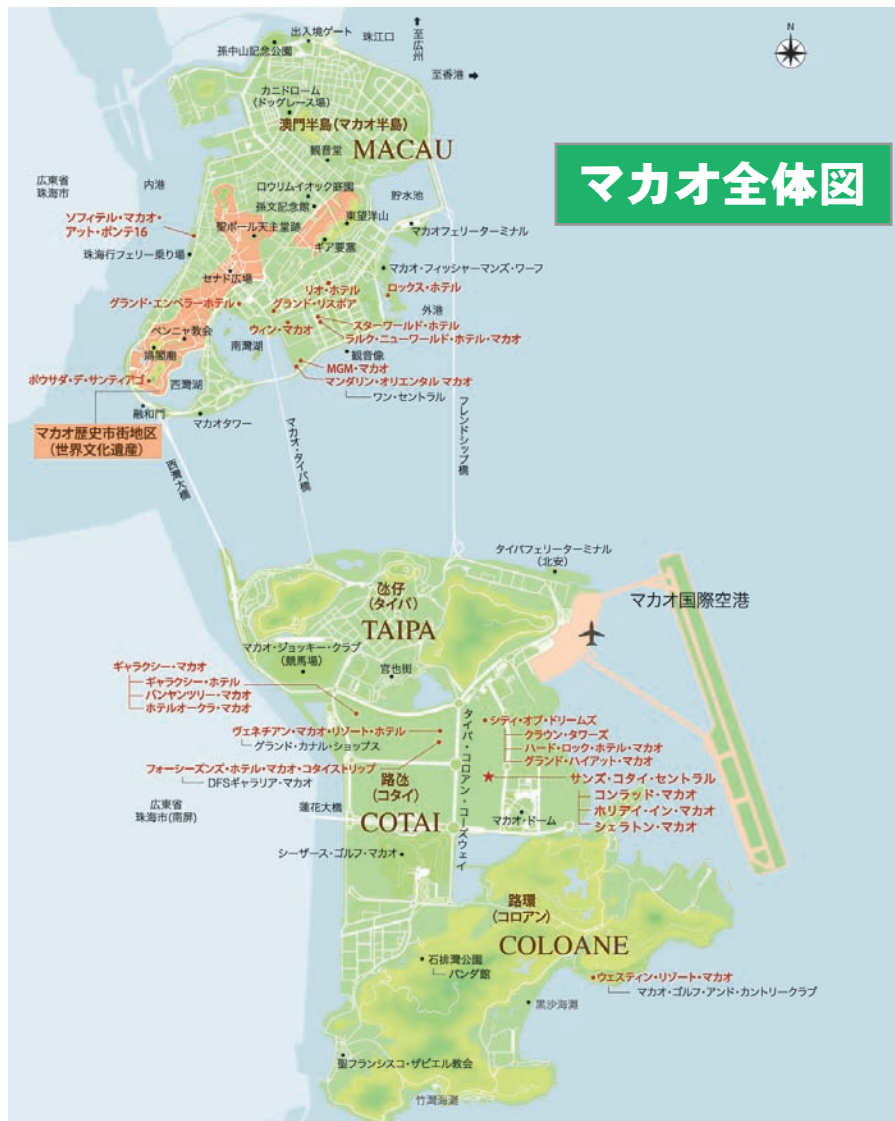 マカオ全体図
N
出入境ゲート
珠江口
至広州
孫中山記念公園
至香港
カニドローム
(ドッグレース場)
澳門半島(マカオ半島)
MACAU
観音堂
広東省
珠海市
内港
ロウリムイオック庭園
貯水池
孫文記念館
東望洋山
ソフィテル・マカオ・
アット・ポンテ16
聖ポール天主堂跡
マカオフェリーターミナル
ギア要塞
珠海行フェリー乗り場
マカオ・フィッシャーマンズ・ワーフ
セナド広場
リオ・ホテル
ロックス・ホテル
グランド・エンペラーホテル
グランド・リスボア
外港
スターワールド・ホテル
ウィン・マカオ
ペンニャ教会
ラルク・ニューワールド・ホテル・マカオ
南灣湖
媽閣廟
観音像
MGM・マカオ
ポウサダ・デ・サンティアゴ
西灣湖
マンダリン・オリエンタル マカオ
ワン・セントラル
融和門
マカオタワー
マカオ歴史市街地区
(世界文化遺産)
西灣大橋
マカオ・タイパ橋
フレンドシップ橋
タイパフェリーターミナル
(北安)
氹仔
(タイパ)
TAIPA
マカオ国際空港
マカオ・ジョッキー・クラブ
(競馬場)
官也街
ギャラクシー・マカオ
ギャラクシー・ホテル
バンヤンツリー・マカオ
ホテルオークラ・マカオ
タイパ・コロアン・コーズウェイ
シティ・オブ・ドリームズ
クラウン・タワーズ
ハード・ロック・ホテル・マカオ
グランド・ハイアット・マカオ
ヴェネチアン・マカオ・リゾート・ホテル
グランド・カナル・ショップス
フォーシーズンズ・ホテル・マカオ・コタイストリップ
DFSギャラリア・マカオ
サンズ・コタイ・セントラル
コンラッド・マカオ
ホリデイ・イン・マカオ
シェラトン・マカオ
路氹
(コタイ)
COTAI
広東省
珠海市(南屏)
蓮花大橋
マカオ・ドーム
シーザース・ゴルフ・マカオ
路環
(コロアン)
COLOANE
石排灣公園
パンダ館
ウェスティン・リゾート・マカオ
マカオ・ゴルフ・アンド・カントリークラブ
黒沙海灘
聖フランシスコ・ザビエル教会
竹灣海灘